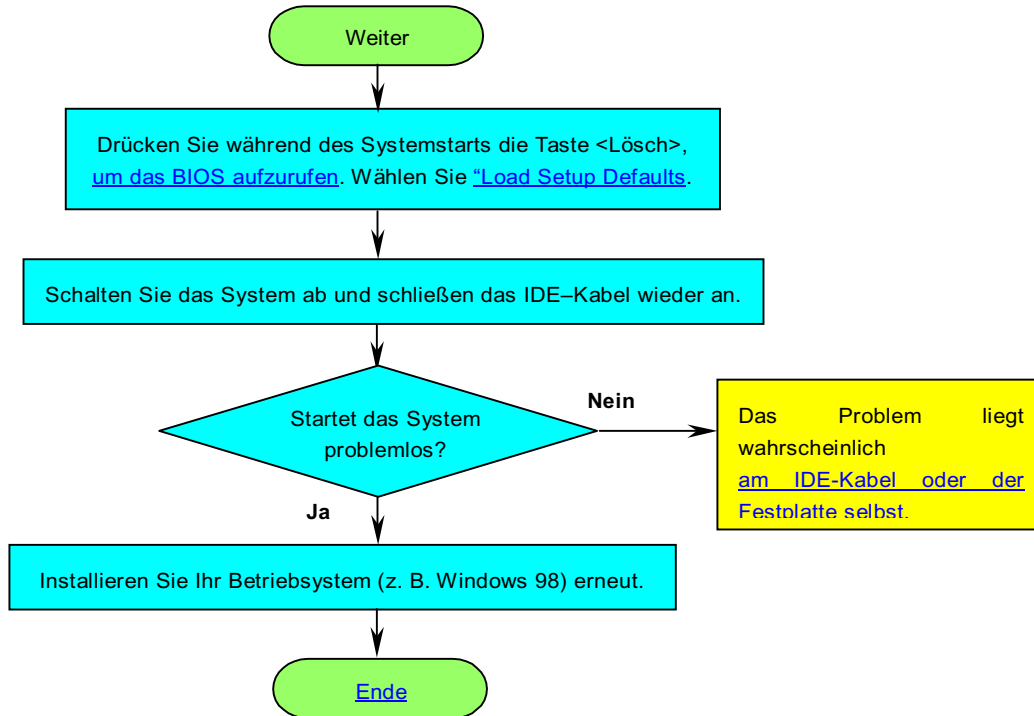 Weiter
Drücken Sie während des Systemstarts die Taste <Lösch>,
um das BIOS aufzurufen. Wählen Sie “Load Setup Defaults.
Schalten Sie das System ab und schließen das IDE–Kabel wieder an.
Startet das System
problemlos?
Nein
Das Problem liegt
wahrscheinlich
am IDE-Kabel oder der
Festplatte selbst.
Ja
Installieren Sie Ihr Betriebsystem (z. B. Windows 98) erneut.
Ende